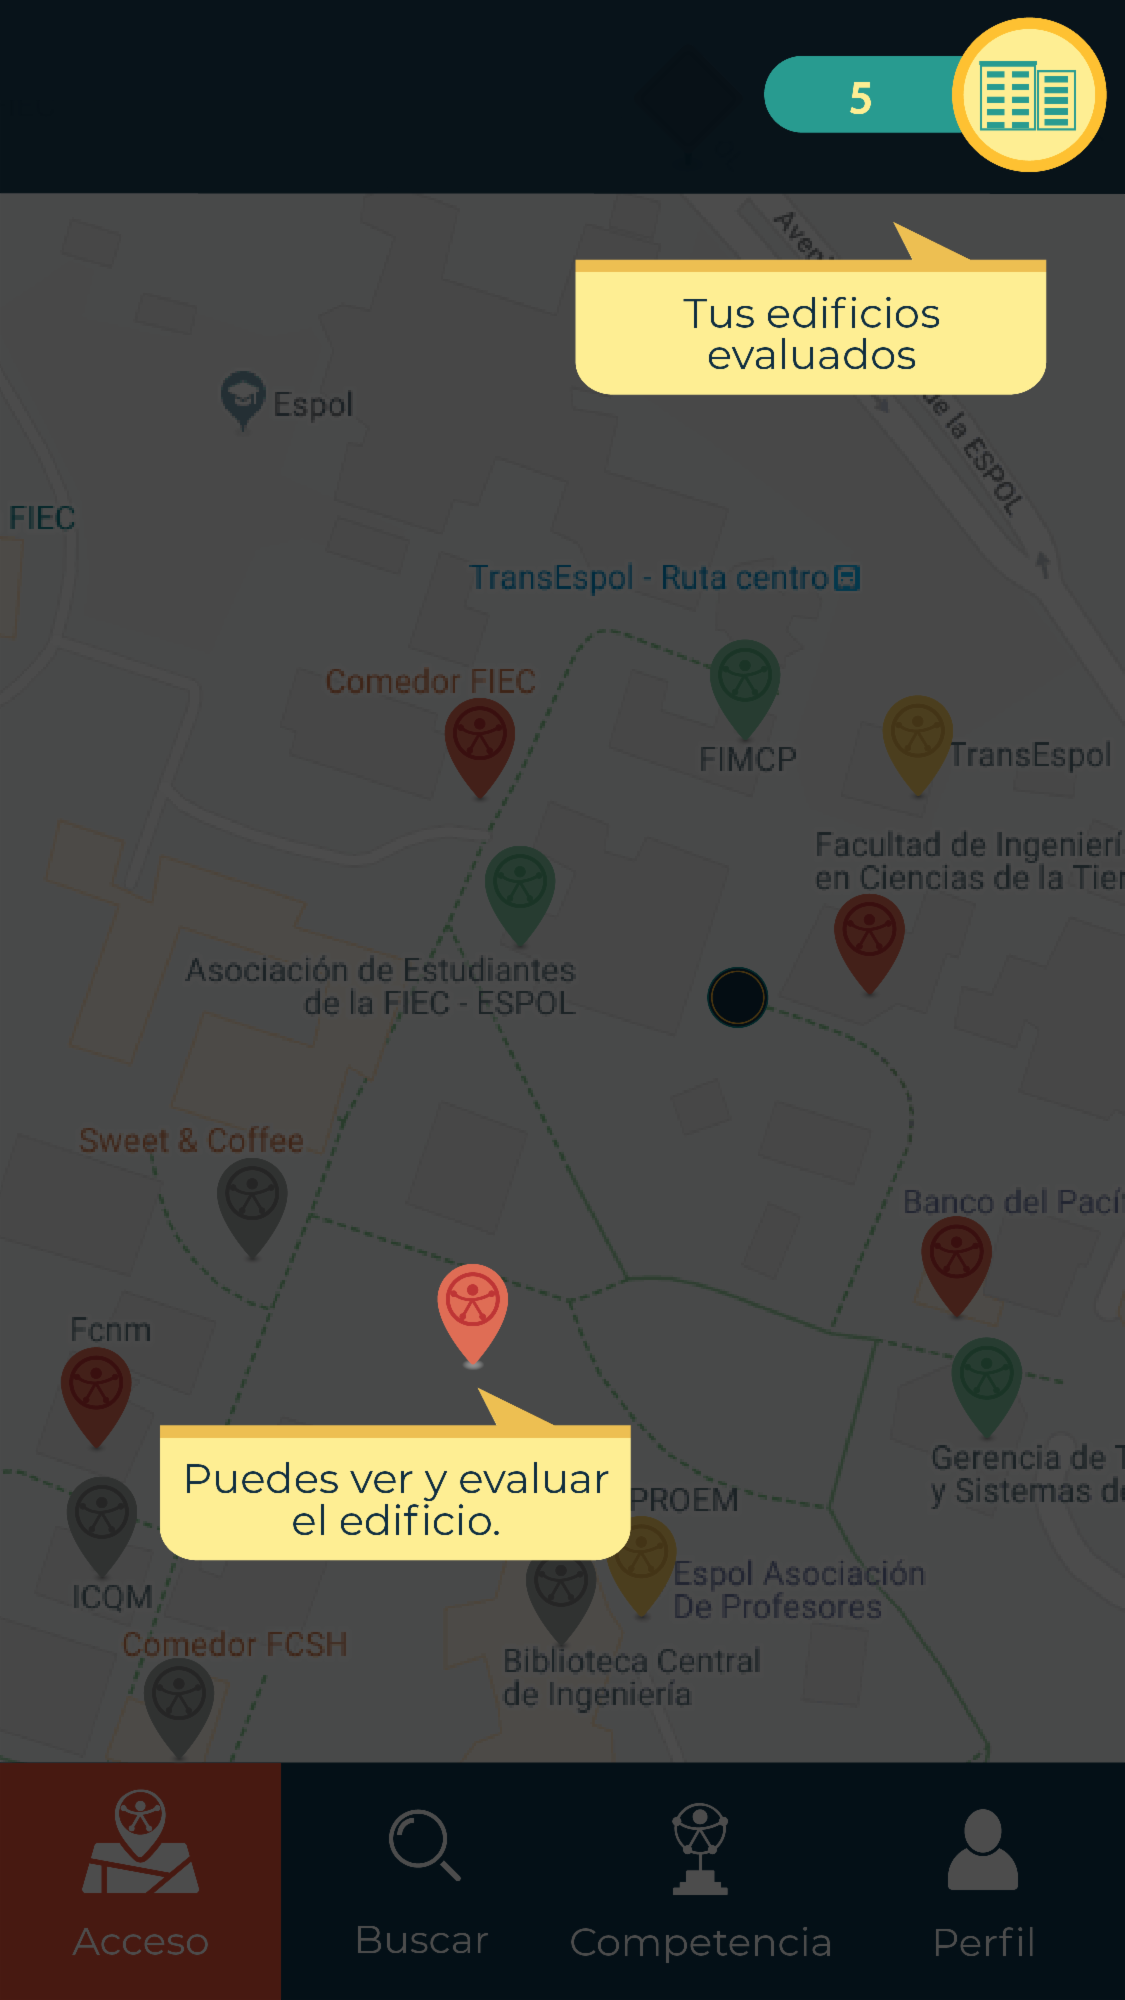 5
Aven
Tus edificios
evaluados
de la ESPOL
Espol
FIEC
TransEspol - Ruta centro
Comedor FIEC
FIMCP
TransEspol
Facultad de Ingenierí
en Ciencias de la Tier
Asociación de Estudiantes
de la FIEC - ESPOL
Sweet & Coffee
Banco del Pací
Fcnm
Gerencia de T
y Sistemas de
Puedes ver y evaluar
el edificio.
PROEM
ICQM
Espol Asociación
De Profesores
Comedor FCSH
Biblioteca Central
de Ingeniería
Acceso
Buscar
Competencia
Perfil